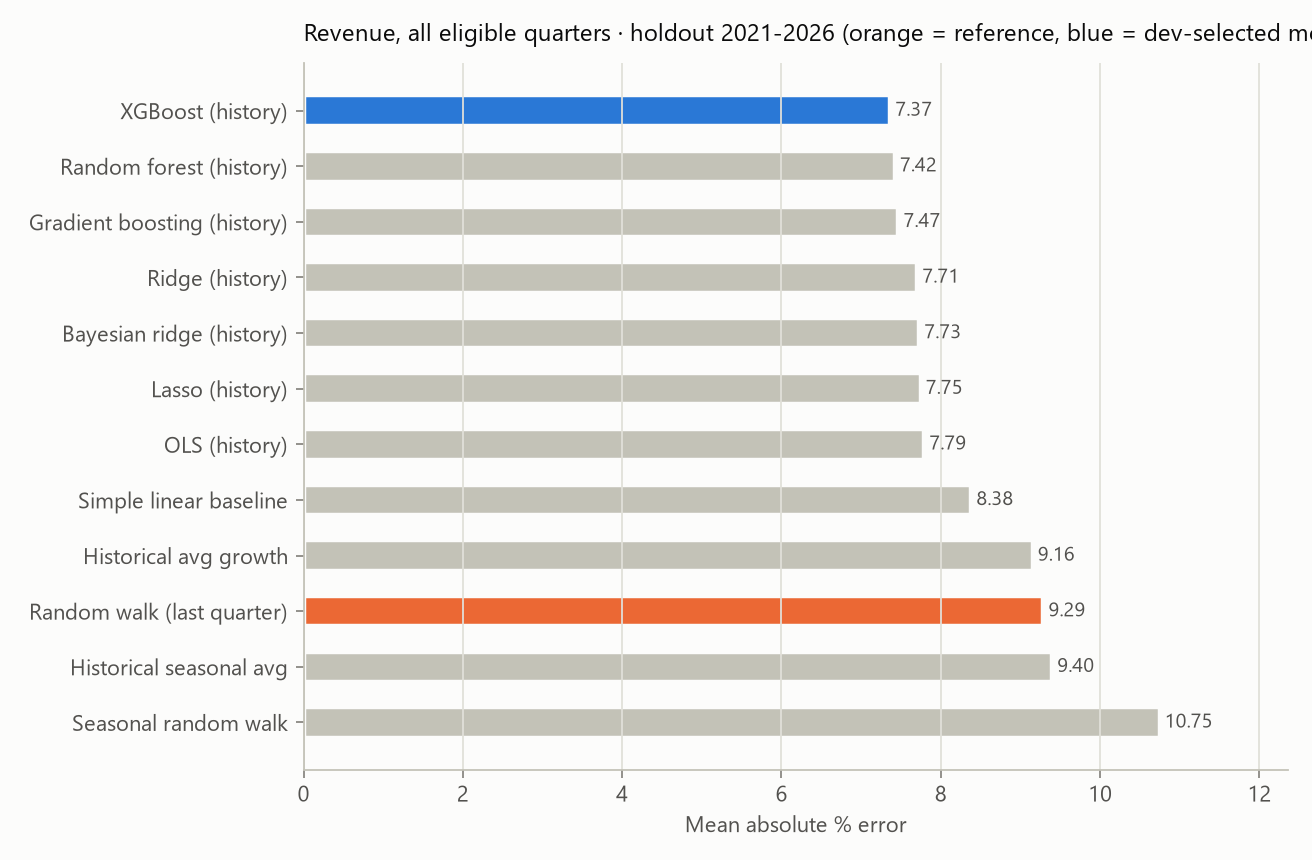 Revenue, all eligible quarters · holdout 2021-2026 (orange = reference, blue = dev-selected
XGBoost (history) 7.37
Random forest (history) 7.42
Gradient boosting (history) 7.47
Ridge (history) 7.71
Bayesian ridge (history) 7.73
Lasso (history) 7.75
OLS (history) 7.79
Simple linear baseline 8.38
Historical avg growth 9.16
Random walk (last quarter) 9.29
Historical seasonal avg 9.40
Seasonal random walk 10.75
0 2 4 6 8 10 12
Mean absolute % error